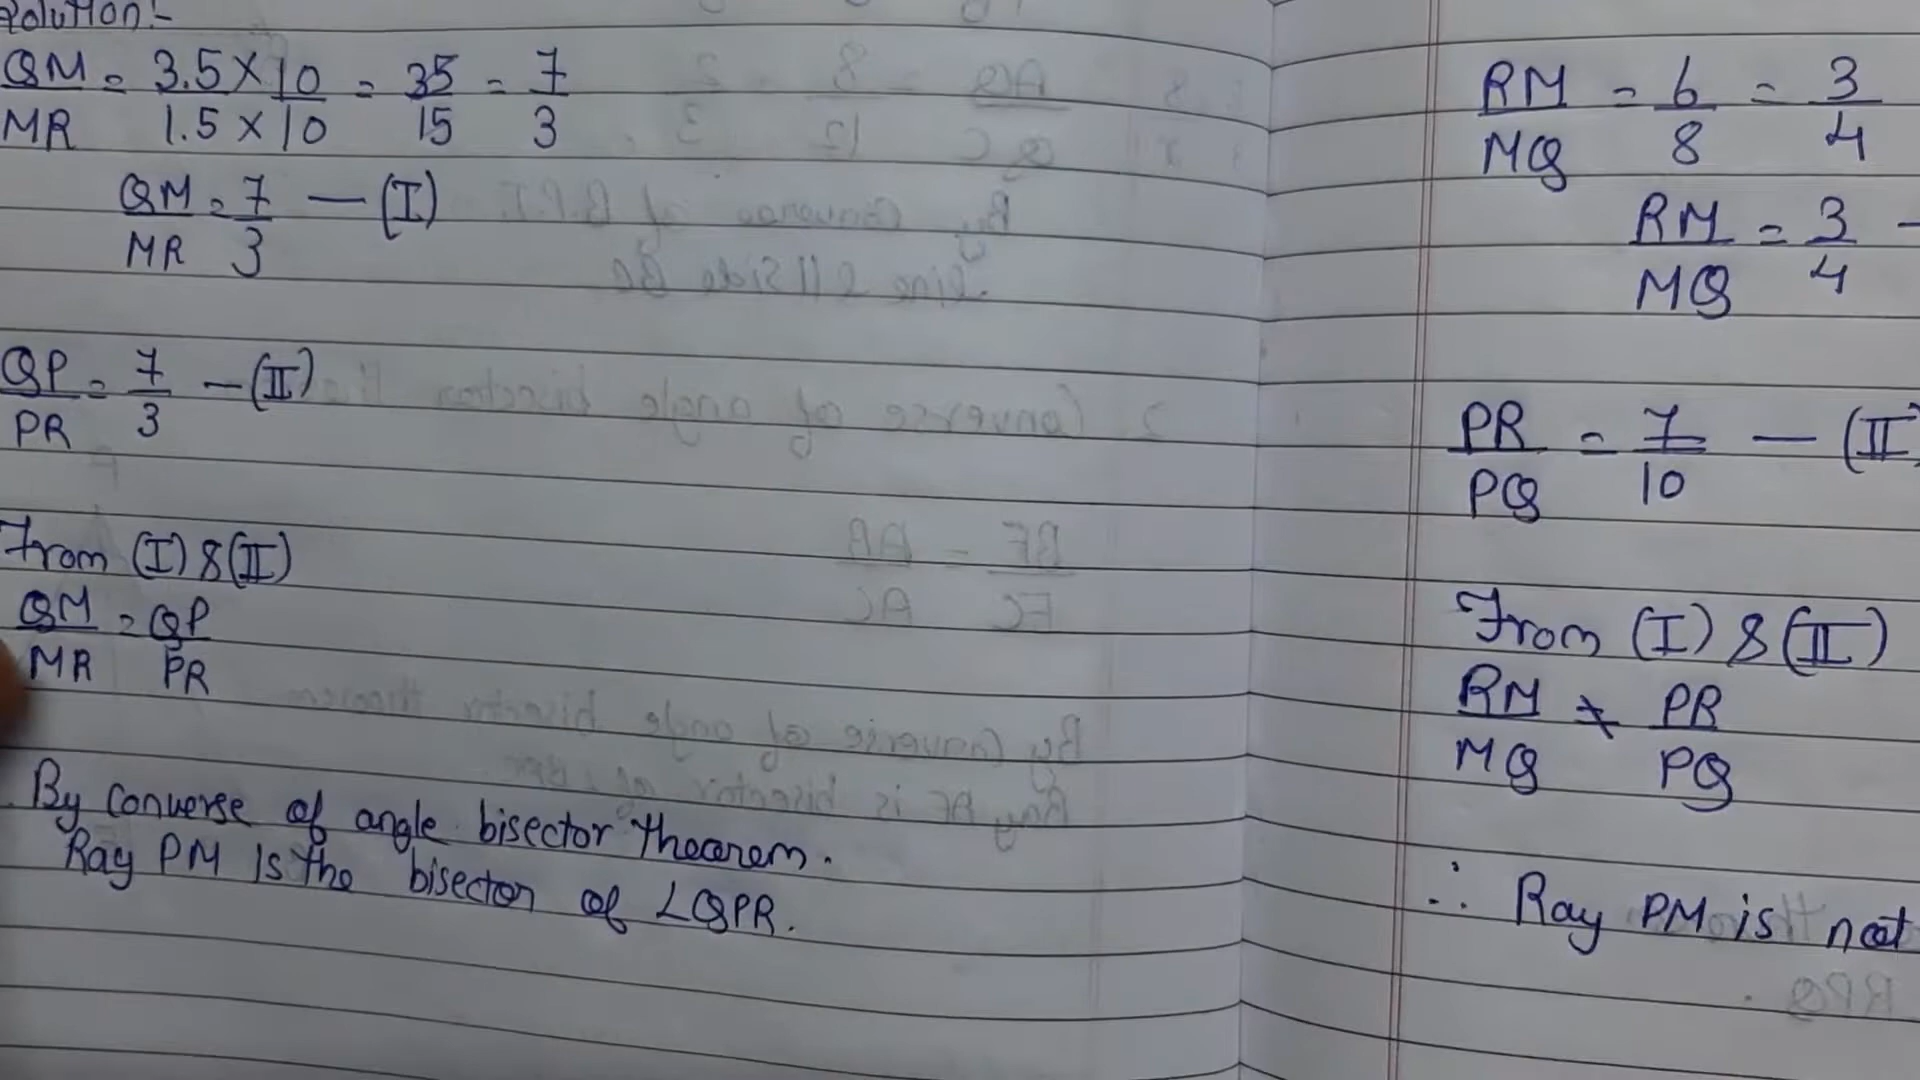 Solution:-
QM/MR = 3.5 × 10/1.5 × 10 = 35/15 = 7/3
QM/MR = 7/3 — (I)
QP/PR = 7/3 — (II)
From (I) & (II)
QM/MR = QP/PR
By converse of angle bisector theorem.
Ray PM is the bisector of ∠QPR.
RM/MQ = 6/8 = 3/4
RM/MQ = 3/4 -
PR/PQ = 7/10 — (II)
From (I) & (II)
RM/MQ ≠ PR/PQ
∴ Ray PM is not